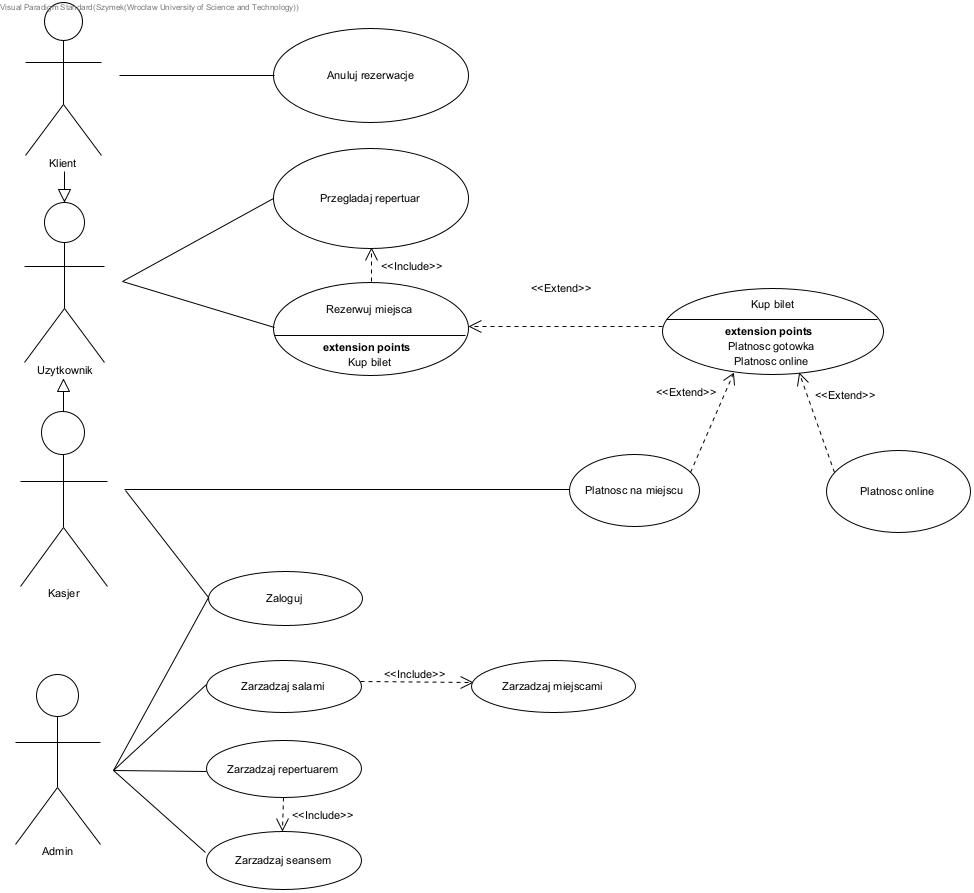 Visual Paradigm Standard(Szymek(Wrocław University of Science and Technology))
Anuluj rezerwacje
Klient
Przegladaj repertuar
<<Include>>
Rezerwuj miejsca
extension points
Kup bilet
<<Extend>>
Kup bilet
extension points
Platnosc gotowka
Platnosc online
Uzytkownik
<<Extend>>
<<Extend>>
Platnosc na miejscu
Platnosc online
Kasjer
Zaloguj
Zarzadzaj salami
<<Include>>
Zarzadzaj miejscami
Zarzadzaj repertuarem
<<Include>>
Admin
Zarzadzaj seansem